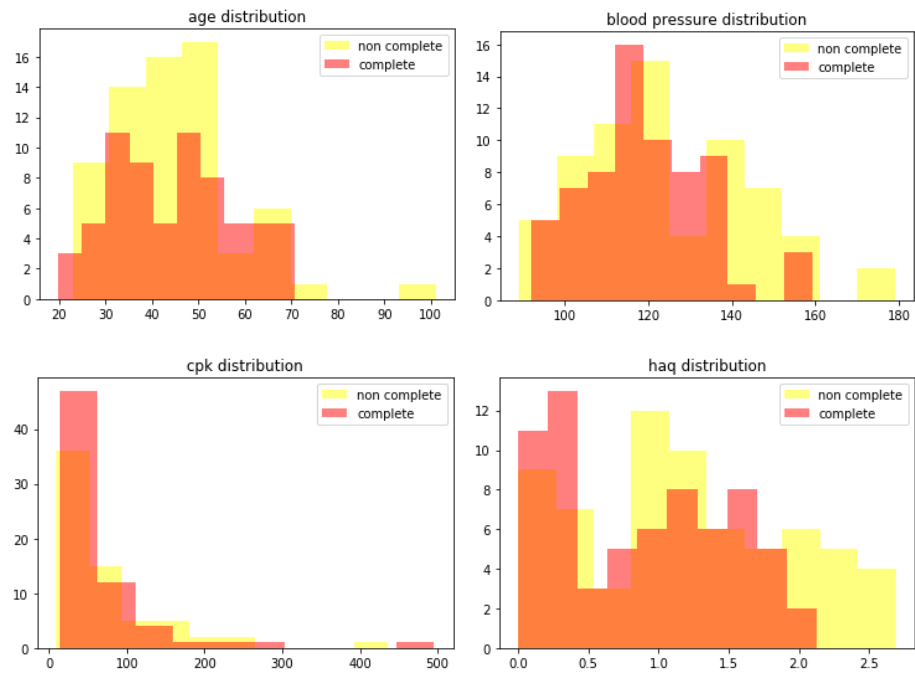 age distribution
non complete
complete
16
14
12
10
8
6
4
2
0
20 30 40 50 60 70 80 90 100
blood pressure distribution
non complete
complete
16
14
12
10
8
6
4
2
0
100 120 140 160 180
cpk distribution
non complete
complete
40
30
20
10
0
0 100 200 300 400 500
haq distribution
non complete
complete
12
10
8
6
4
2
0
0.0 0.5 1.0 1.5 2.0 2.5